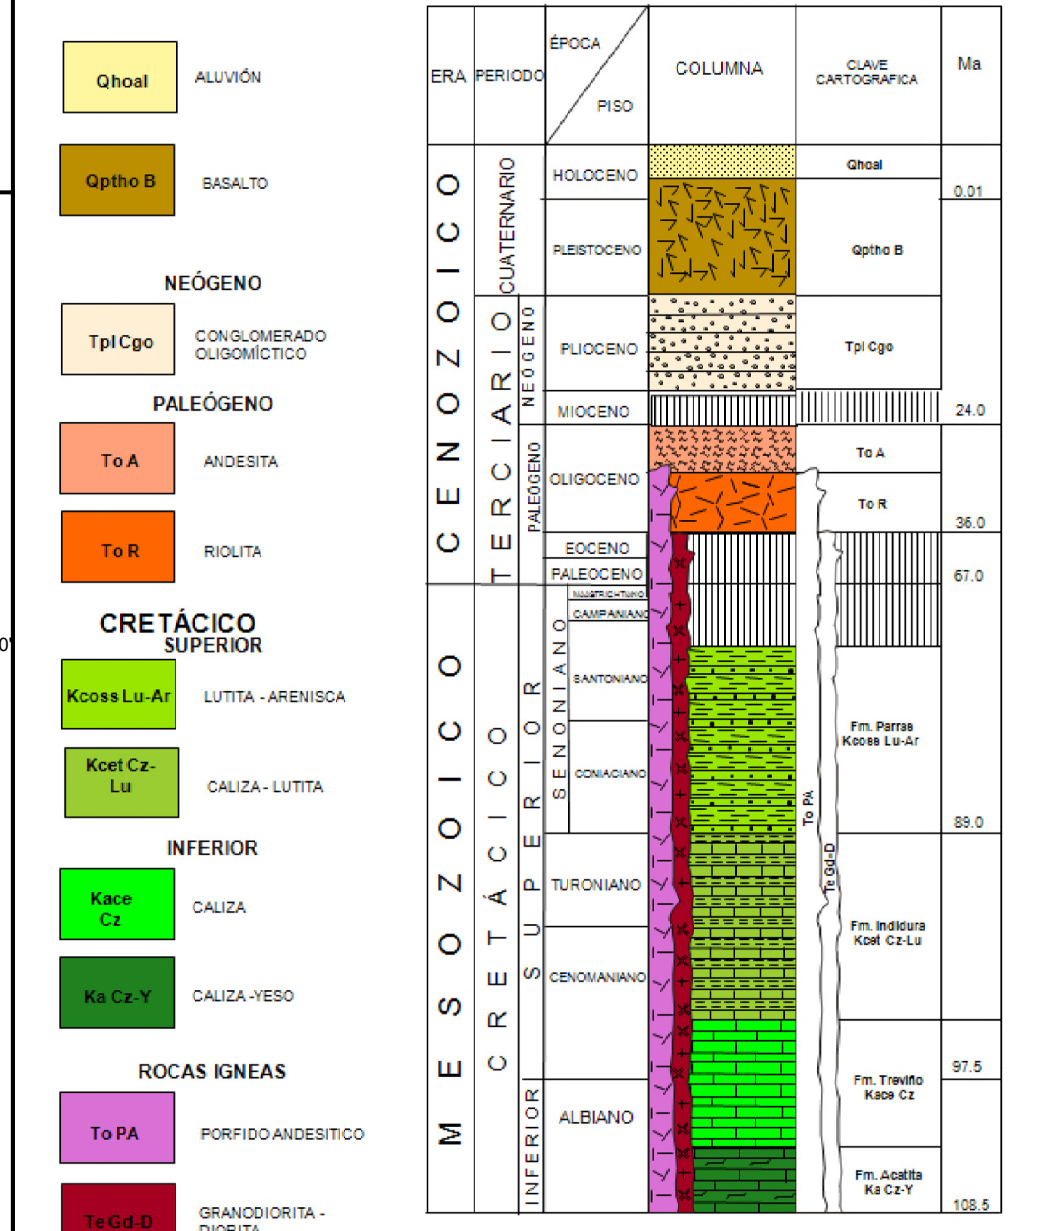 Qhoal
ALUVIÓN
Qptho B
BASALTO
NEÓGENO
Tpl Cgo
CONGLOMERADO
OLIGOMÍCTICO
PALEÓGENO
To A
ANDESITA
To R
RIOLITA
CRETÁCICO
SUPERIOR
0'
Kcoss Lu-Ar
LUTITA - ARENISCA
Kcet Cz-
Lu
CALIZA - LUTITA
INFERIOR
Kace
Cz
CALIZA
Ka Cz-Y
CALIZA -YESO
ROCAS IGNEAS
To PA
PORFIDO ANDESITICO
Te Gd-D
GRANODIORITA -
DIORITA
ERA
PERIODO
ÉPOCA
PISO
COLUMNA
CLAVE
CARTOGRAFICA
Ma
CENOZOICO
CUATERNARIO
HOLOCENO
Qhoal
0.01
PLEISTOCENO
Qptho B
TERCIARIO
NEÓGENO
PLIOCENO
Tpl Cgo
MIOCENO
24.0
PALEÓGENO
OLIGOCENO
To A
To R
36.0
EOCENO
PALEOCENO
67.0
MESOZOICO
CRETÁCICO
SUPERIOR
SENONIANO
MAASTRICHTIANO
CAMPANIANO
SANTONIANO
CONIACIANO
Fm. Parras
Kcoss Lu-Ar
To PA
89.0
Te Gd-D
TURONIANO
Fm. Indidura
Kcet Cz-Lu
CENOMANIANO
97.5
INFERIOR
ALBIANO
Fm. Treviño
Kace Cz
Fm. Acatita
Ka Cz-Y
108.5